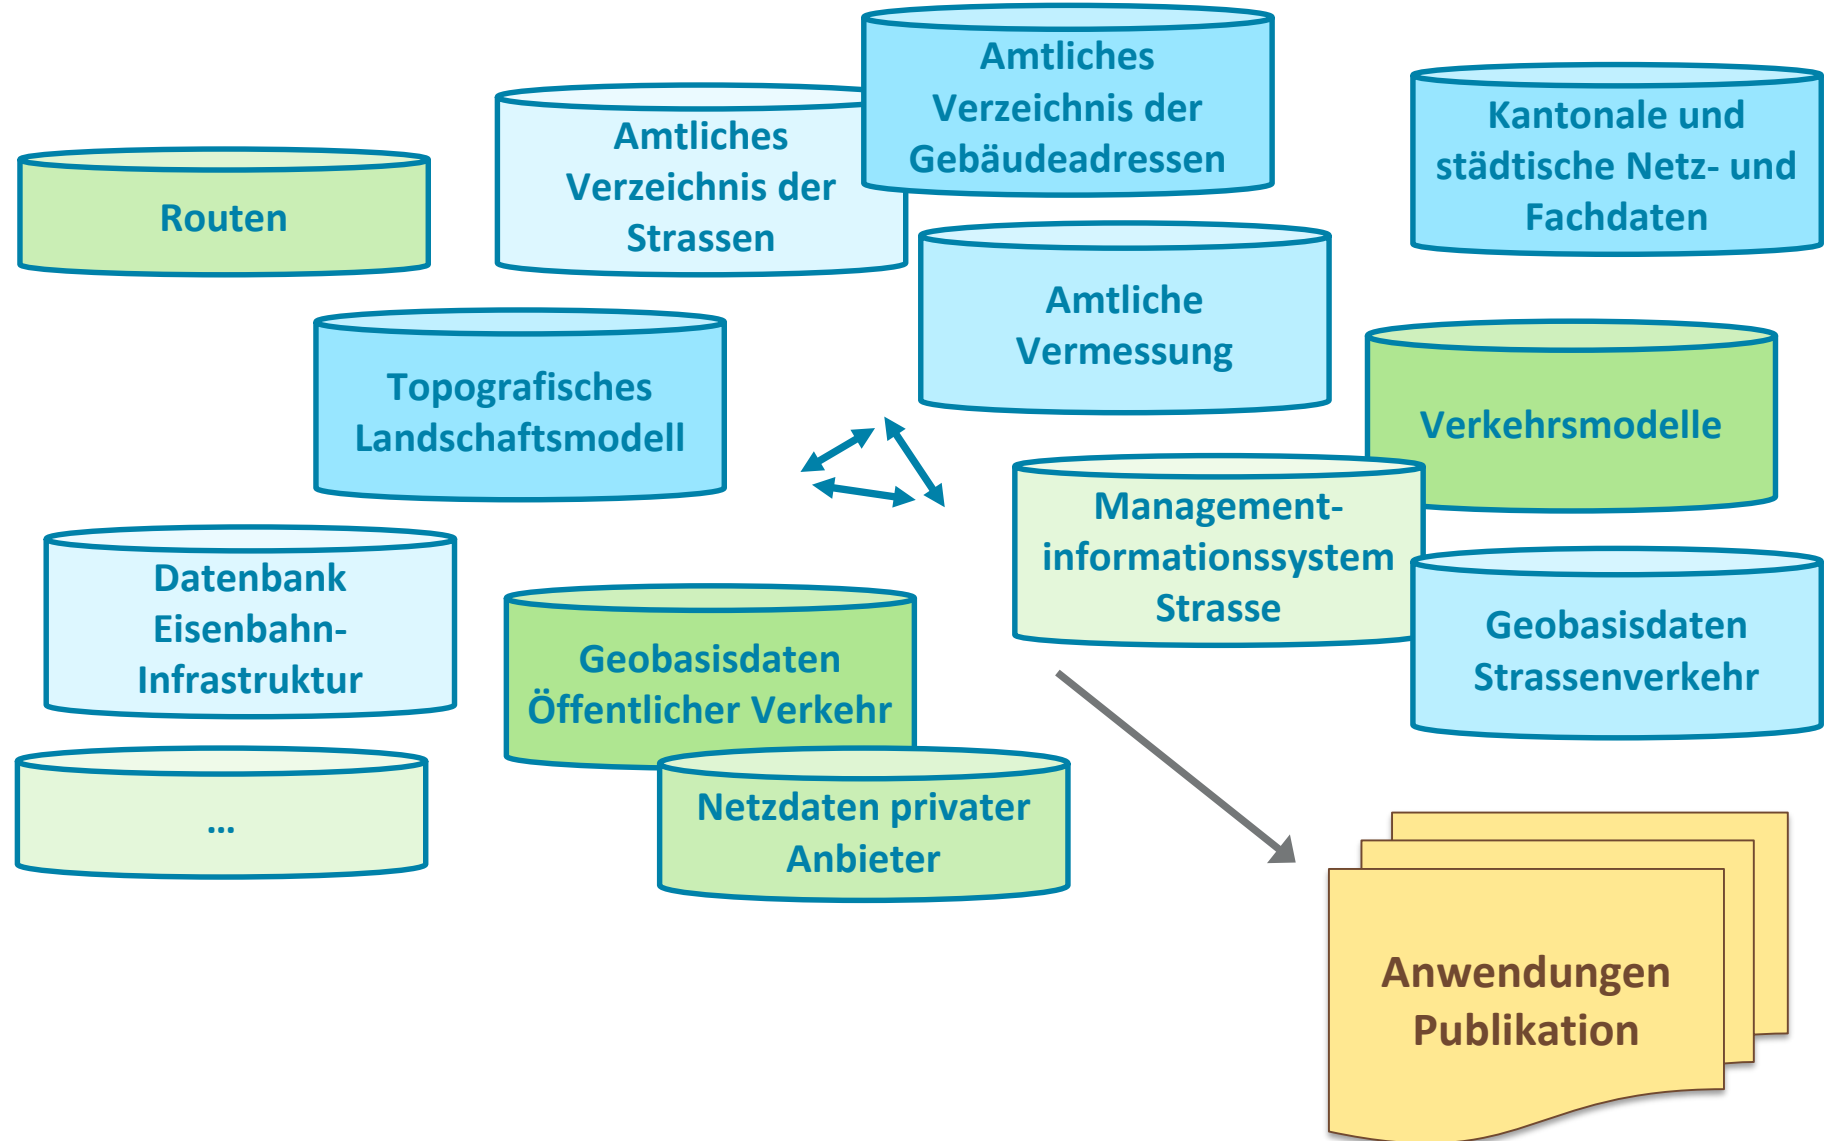 Amtliches
Verzeichnis der
Gebäudeadressen
Amtliches
Verzeichnis der
Strassen
Kantonale und
städtische Netz- und
Fachdaten
Routen
Amtliche
Vermessung
Topografisches
Landschaftsmodell
Verkehrsmodelle
Management-
informationssystem
Strasse
Datenbank
Eisenbahn-
Infrastruktur
Geobasisdaten
Öffentlicher Verkehr
Geobasisdaten
Strassenverkehr
...
Netzdaten privater
Anbieter
Anwendungen
Publikation